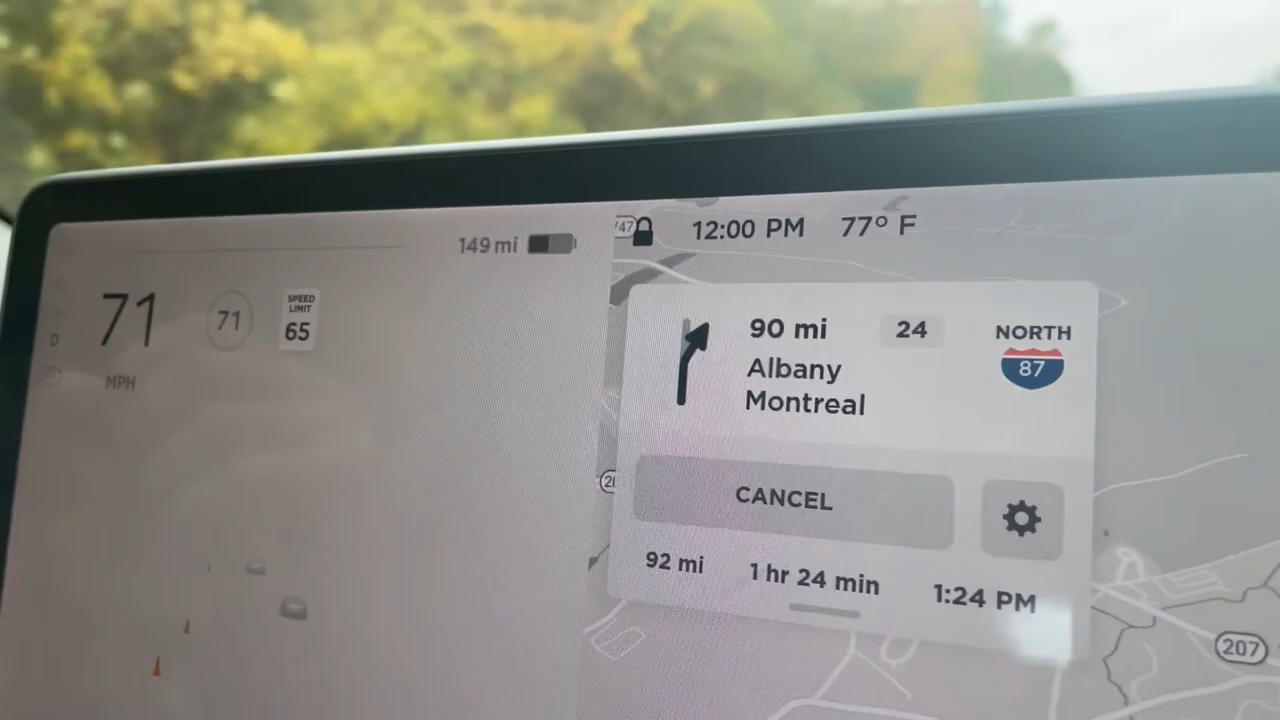 149 mi
71
MPH
71
SPEED
LIMIT
65
D
12:00 PM 77° F
90 mi 24
Albany
Montreal
NORTH
87
CANCEL
92 mi 1 hr 24 min 1:24 PM
207